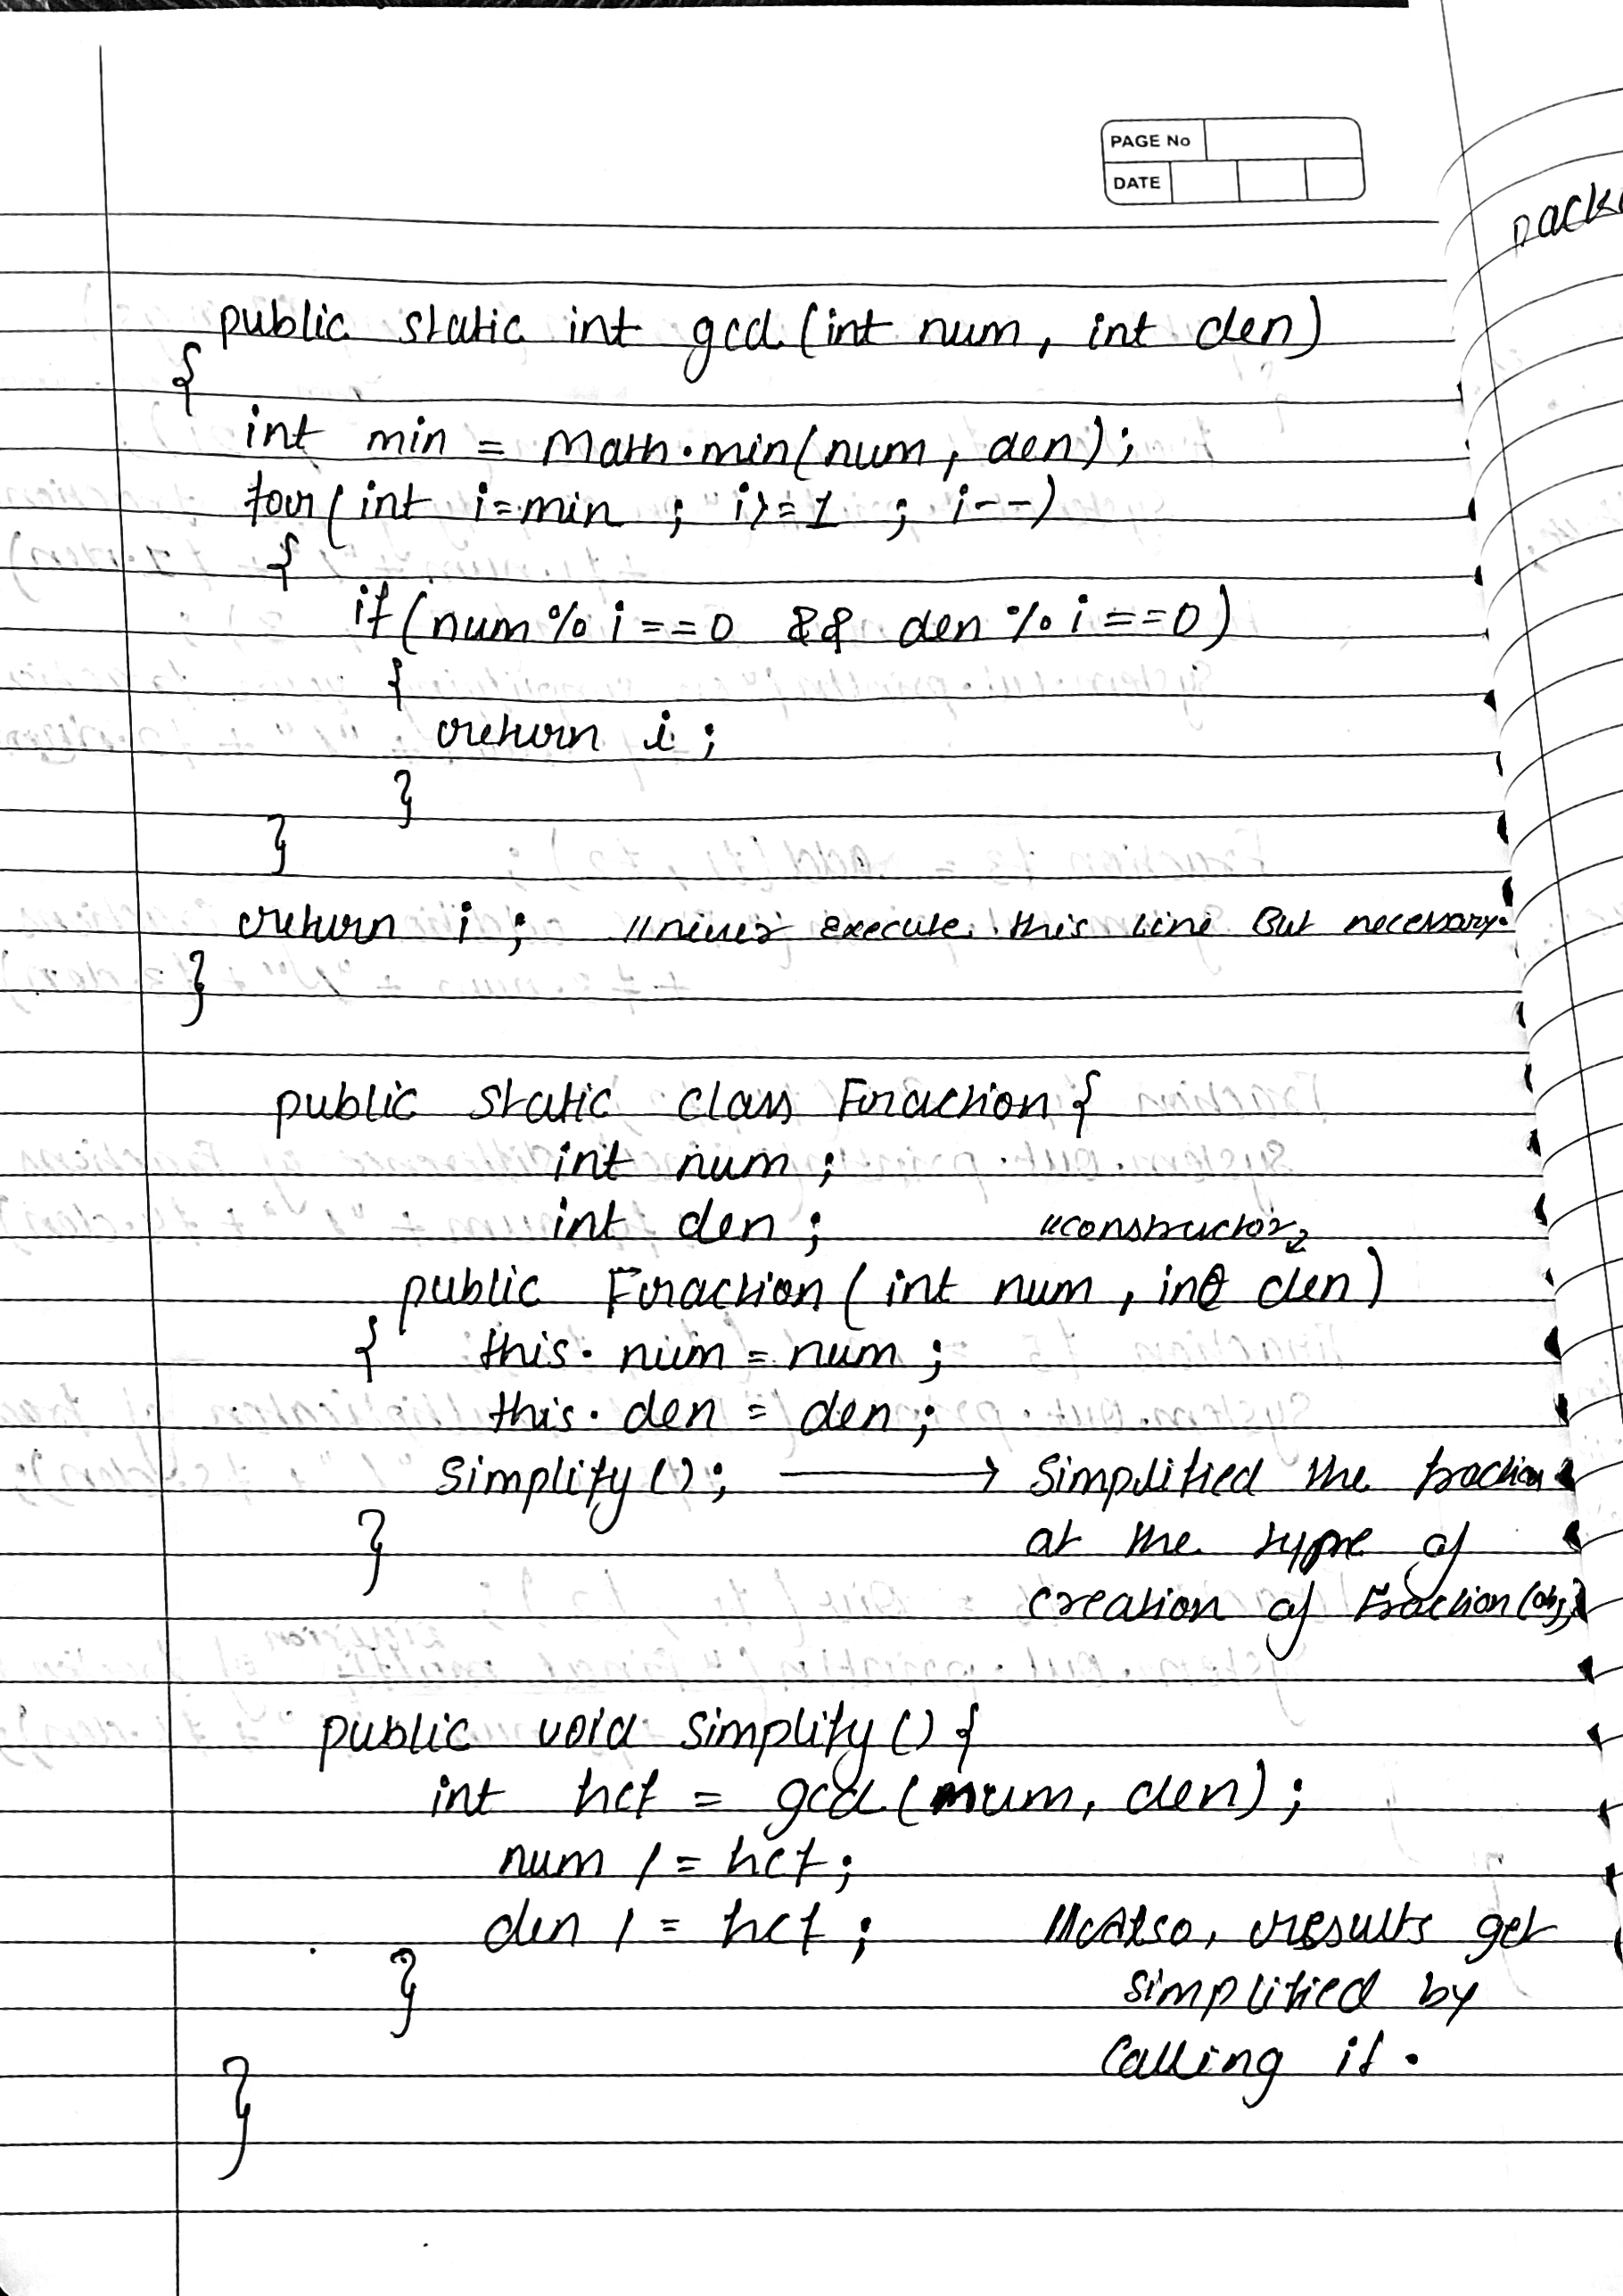 PAGE No
DATE
pack
public static int gcd (int num, int den)
{
int min = Math.min(num, den);
for(int i=min ; i>=1 ; i--)
{
if(num % i==0 && den % i==0)
{
return i ;
}
}
return i ; //never execute this line But necessary.
}
public static class Fraction {
int num ;
int den ; //constructor
public Fraction ( int num , int den )
{ this. num = num ;
this. den = den ;
simplify () ; → Simplified the fraction
at the type of
creation of Fraction (obj)
public void simplify () {
int hcf = gcd (num, den) ;
num /= hcf ;
den /= hcf ; // Also, results get
}
simplified by
calling it .
}